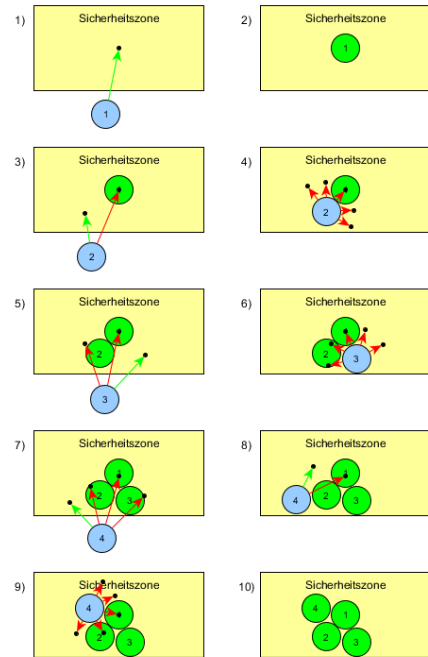 1) Sicherheitszone
1
2) Sicherheitszone
1
3) Sicherheitszone
2
4) Sicherheitszone
2
5) Sicherheitszone
2
3
6) Sicherheitszone
2
3
7) Sicherheitszone
1
2 3
4
8) Sicherheitszone
1
4 2 3
9) Sicherheitszone
4
2 3
10) Sicherheitszone
4 1
2 3